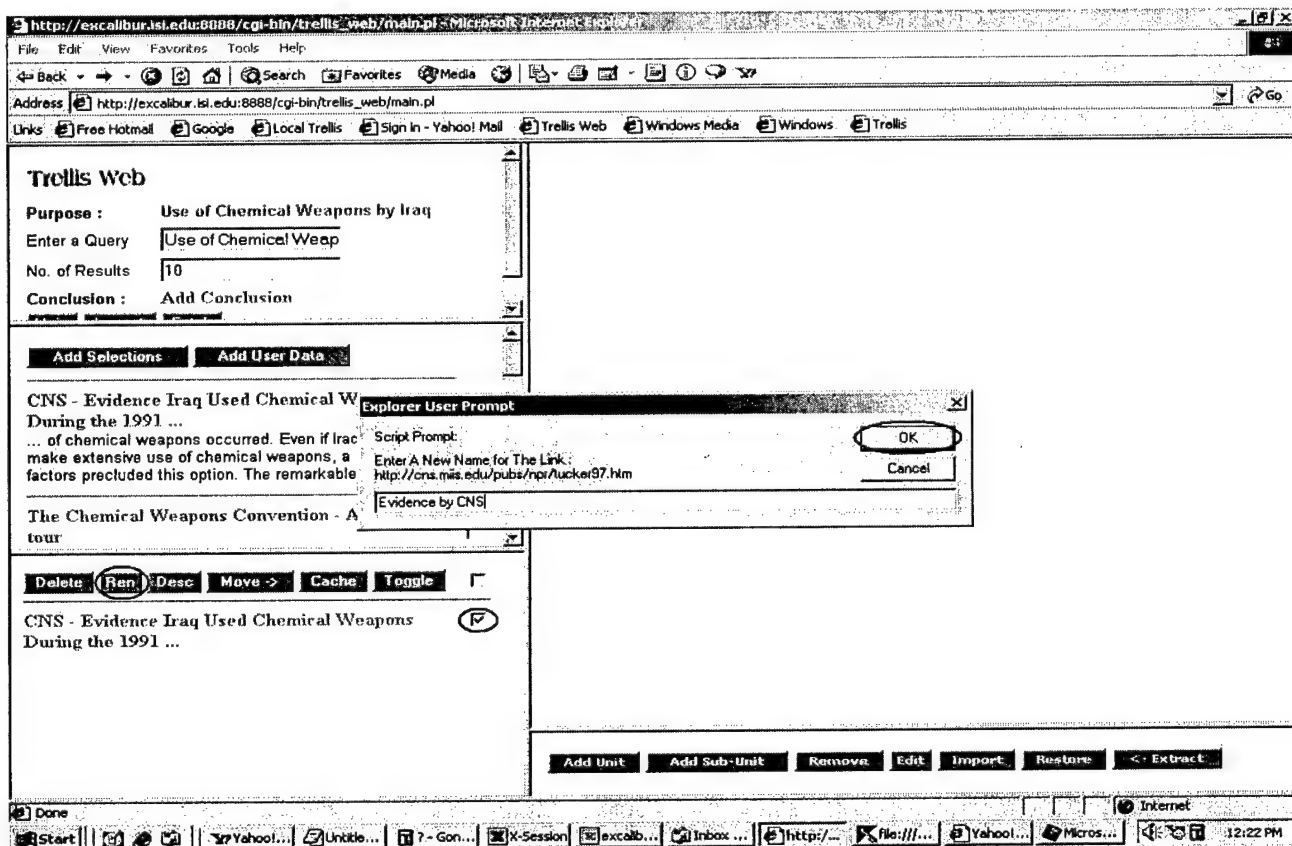 http://excalibur.isi.edu:8888/cgi-bin/trellis_web/main.pl - Microsoft Internet Explorer
File Edit View Favorites Tools Help
Back Search Favorites Media
Address http://excalibur.isi.edu:8888/cgi-bin/trellis_web/main.pl Go
Links Free Hotmail Google Local Trellis Sign In - Yahoo! Mail Trellis Web Windows Media Windows Trellis
Trellis Web
Purpose : Use of Chemical Weapons by Iraq
Enter a Query Use of Chemical Weap
No. of Results 10
Conclusion : Add Conclusion
Add Selections Add User Data
CNS - Evidence Iraq Used Chemical W
During the 1991 ...
... of chemical weapons occurred. Even if Irac
make extensive use of chemical weapons, a
factors precluded this option. The remarkable
The Chemical Weapons Convention - A
tour
Explorer User Prompt
Script Prompt:
Enter A New Name for The Link :
http://cns.miis.edu/pubs/npr/tucker97.htm
Evidence by CNS
OK
Cancel
Delete Ren Desc Move -> Cache Toggle
CNS - Evidence Iraq Used Chemical Weapons
During the 1991 ...
Add Unit Add Sub-Unit Remove Edit Import Restore <- Extract
Done Internet
Start Yahoo!... Untitle... ? - Gon... X-Session excalib... Inbox ... http:/... file:///... Yahoo!... Micros... 12:22 PM